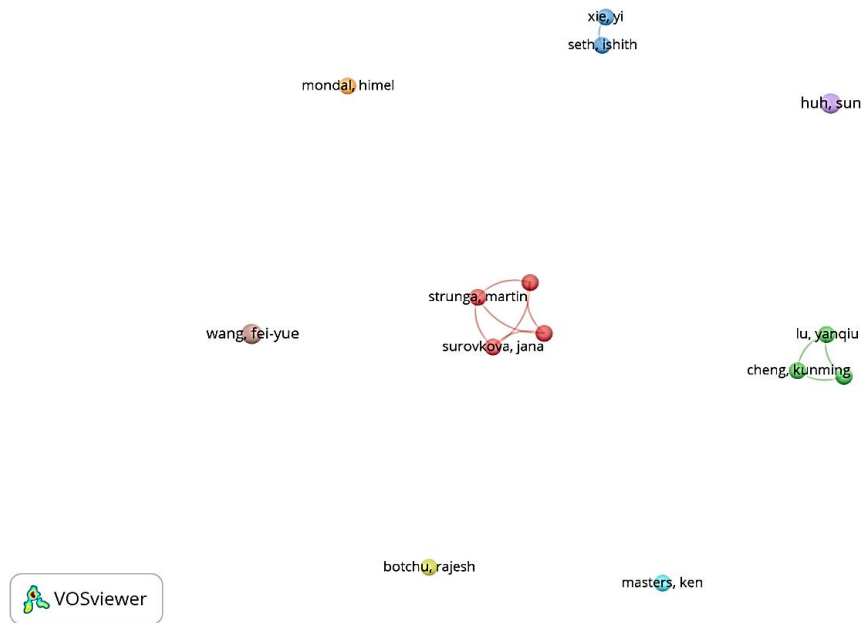 xie, yi
seth, ishith
mondal, himel
huh, sun
strunga, martin
wang, fei-yue
surovkova, jana
lu, yanqiu
cheng, kunming
botchu, rajesh
masters, ken
VOSviewer